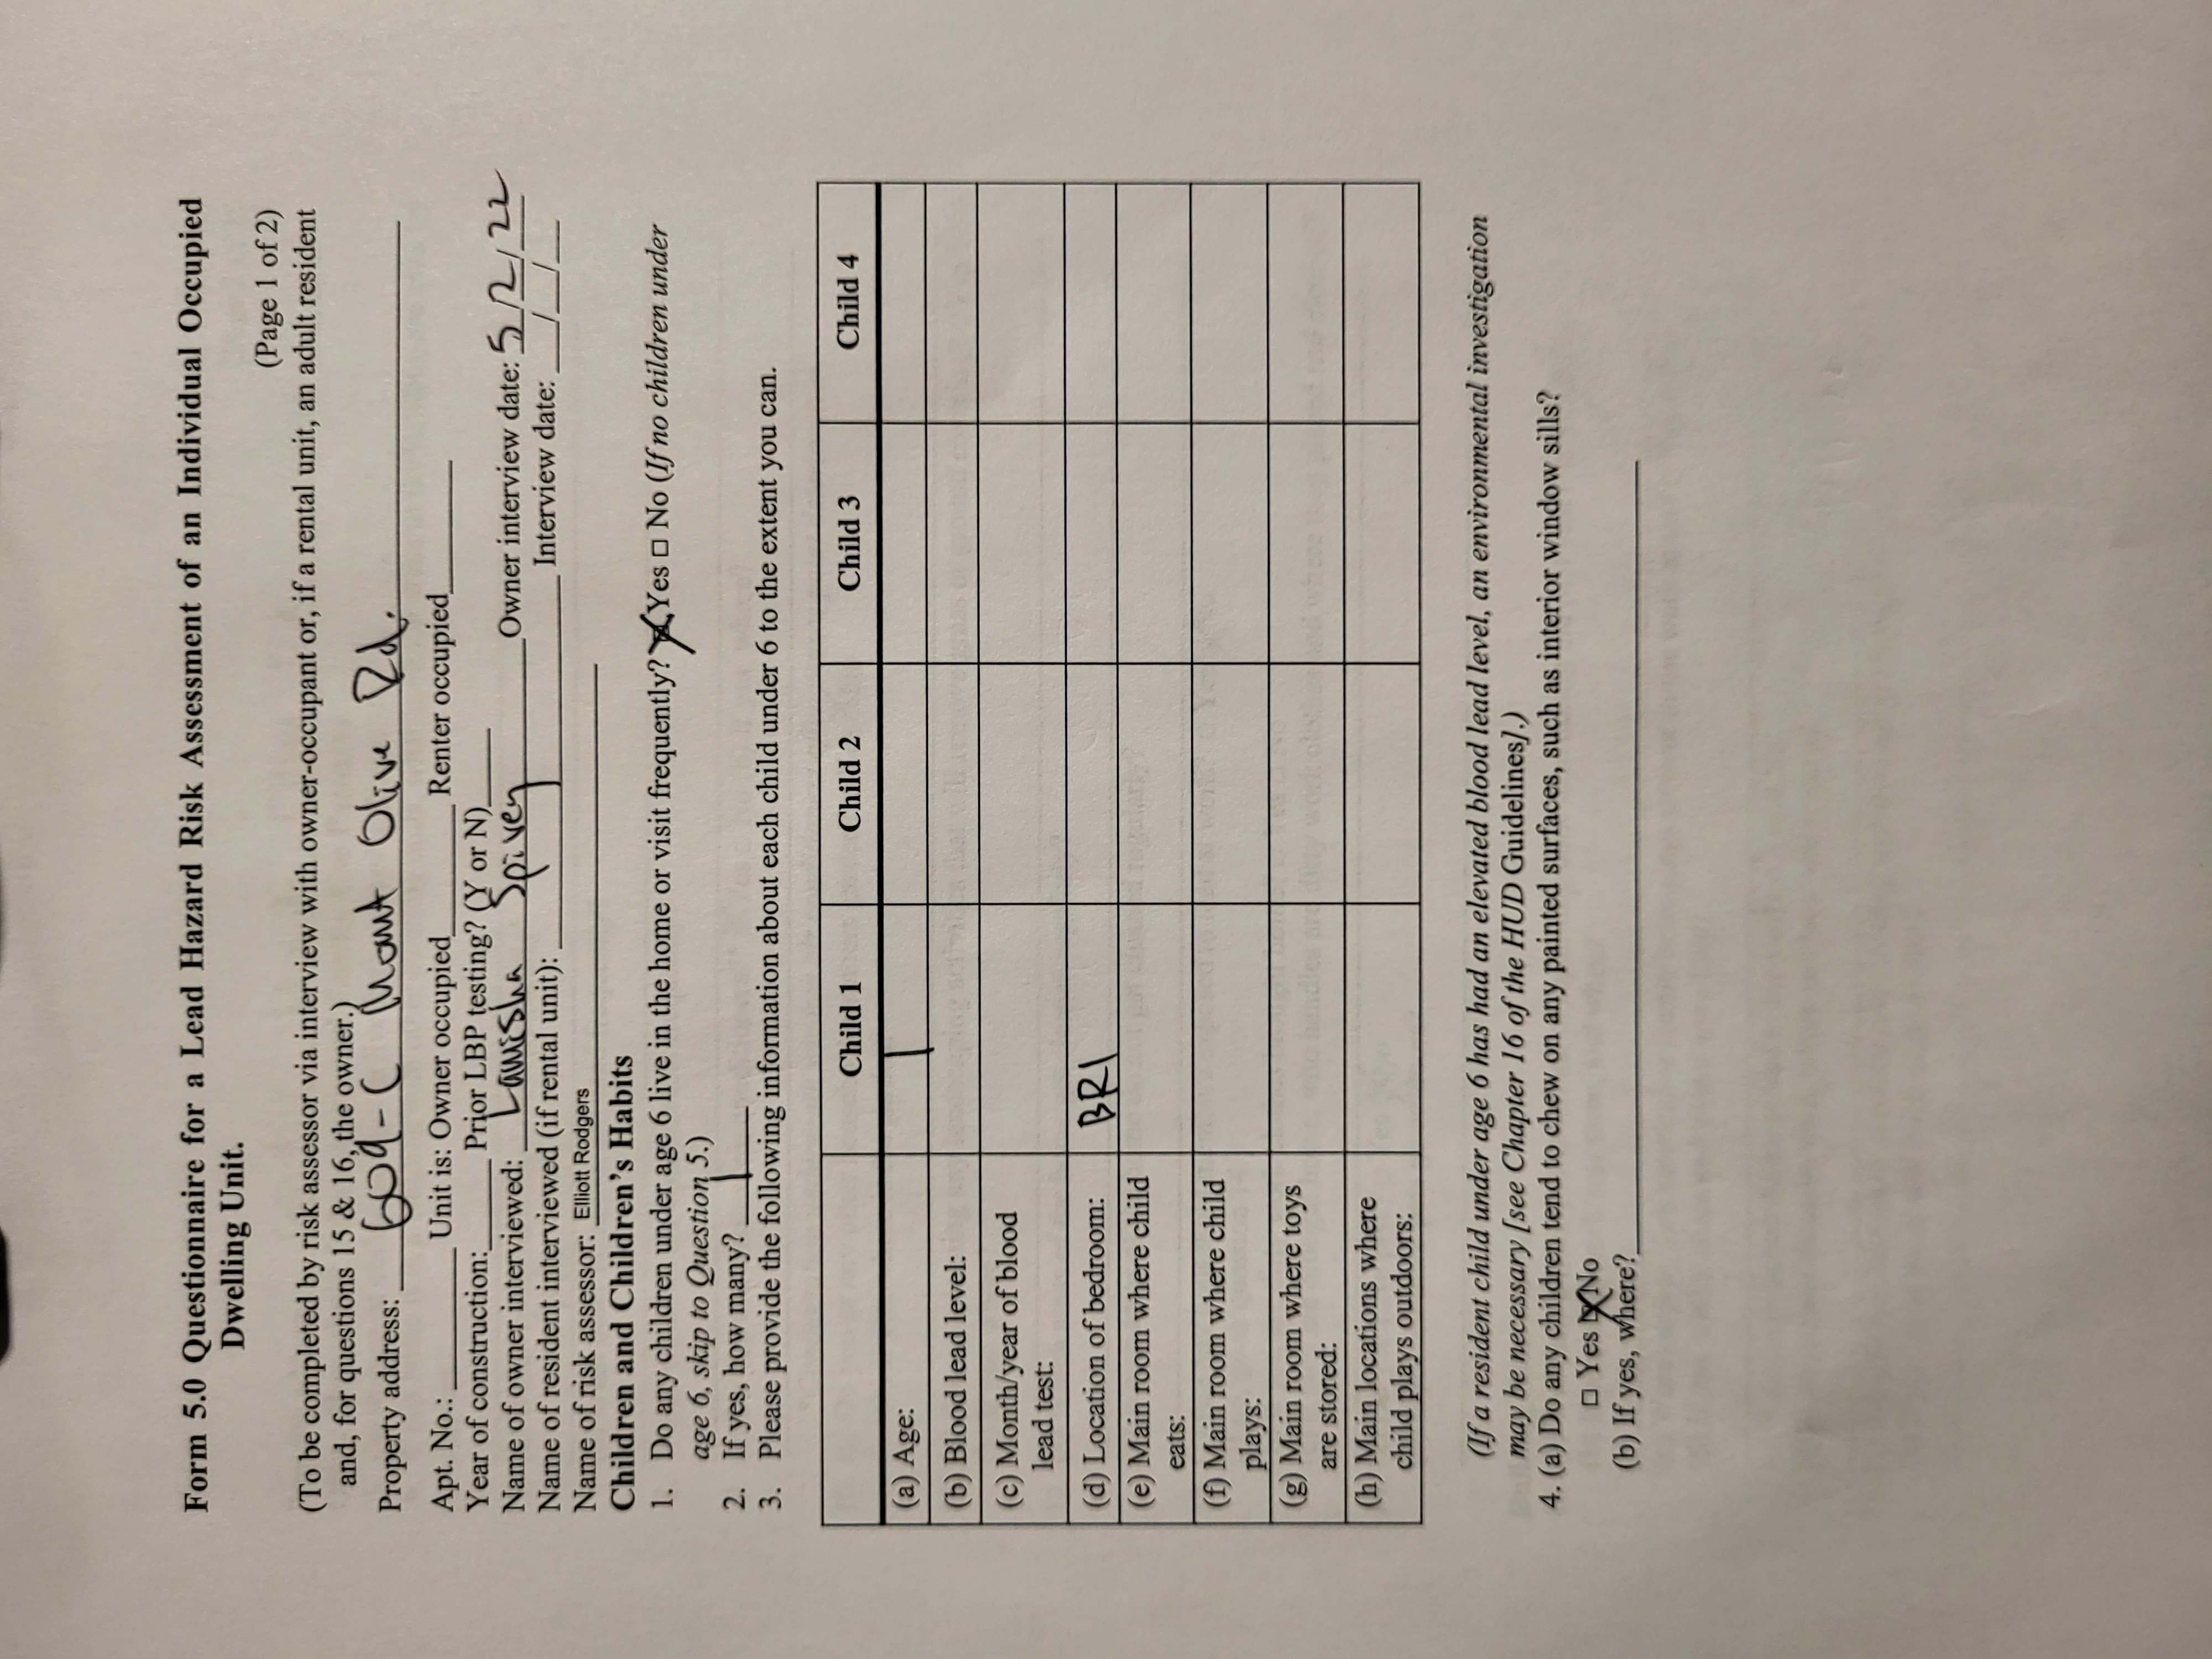 Form 5.0 Questionnaire for a Lead Hazard Risk Assessment of an Individual Occupied
Dwelling Unit.
(Page 1 of 2)
(To be completed by risk assessor via interview with owner-occupant or, if a rental unit, an adult resident
and, for questions 15 & 16, the owner.)
Property address: 609-C Mount Olive Rd.
Apt. No.: ______ Unit is: Owner occupied______ Renter occupied______
Year of construction:______ Prior LBP testing? (Y or N)____
Name of owner interviewed: Lamisha Spivey Owner interview date: 5/2/22
Name of resident interviewed (if rental unit): ______ Interview date: __/__/__
Name of risk assessor: Elliott Rodgers
Children and Children's Habits
1. Do any children under age 6 live in the home or visit frequently? ☒ Yes □ No (If no children under
age 6, skip to Question 5.)
2. If yes, how many? 1
3. Please provide the following information about each child under 6 to the extent you can.
Child 1 Child 2 Child 3 Child 4
(a) Age: 1
(b) Blood lead level:
(c) Month/year of blood
lead test:
(d) Location of bedroom: BR1
(e) Main room where child
eats:
(f) Main room where child
plays:
(g) Main room where toys
are stored:
(h) Main locations where
child plays outdoors:
(If a resident child under age 6 has had an elevated blood lead level, an environmental investigation
may be necessary [see Chapter 16 of the HUD Guidelines].)
4. (a) Do any children tend to chew on any painted surfaces, such as interior window sills?
□ Yes ☒ No
(b) If yes, where?______